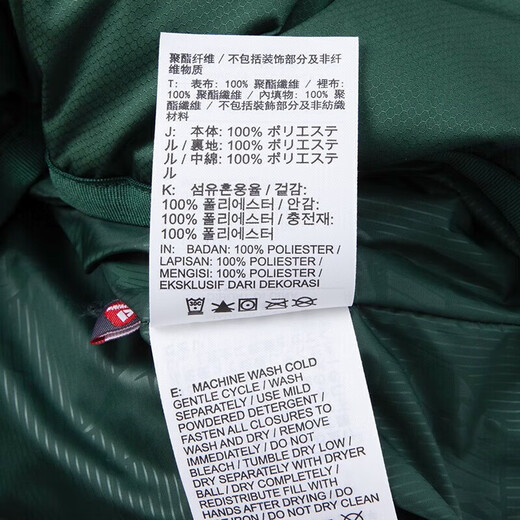 聚酯纤维 / 不包括装饰部分及非纤
维物质
T: 表布: 100% 聚酯纖維 / 裡布:
100% 聚酯纖維 / 內填物: 100% 聚
酯纖維 / 不包括裝飾部分及非紡織
材料
J: 本体: 100% ポリエステ
ル / 裏地: 100% ポリエステ
ル / 中綿: 100% ポリエステ
ル
K: 섬유혼용율 / 겉감:
100% 폴리에스터 / 안감:
100% 폴리에스터 / 충전재:
100% 폴리에스터
IN: BADAN: 100% POLIESTER /
LAPISAN: 100% POLIESTER /
MENGISI: 100% POLIESTER /
EKSKLUSIF DARI DEKORASI
E: MACHINE WASH COLD
GENTLE CYCLE / WASH
SEPARATELY / USE MILD
POWDERED DETERGENT /
FASTEN ALL CLOSURES TO
WASH AND DRY / REMOVE
IMMEDIATELY / DO NOT
BLEACH / TUMBLE DRY LOW /
DRY SEPARATELY WITH DRYER
BALL / DRY COMPLETELY /
REDISTRIBUTE FILL WITH
HANDS AFTER DRYING / DO
NOT IRON / DO NOT DRY CLEAN